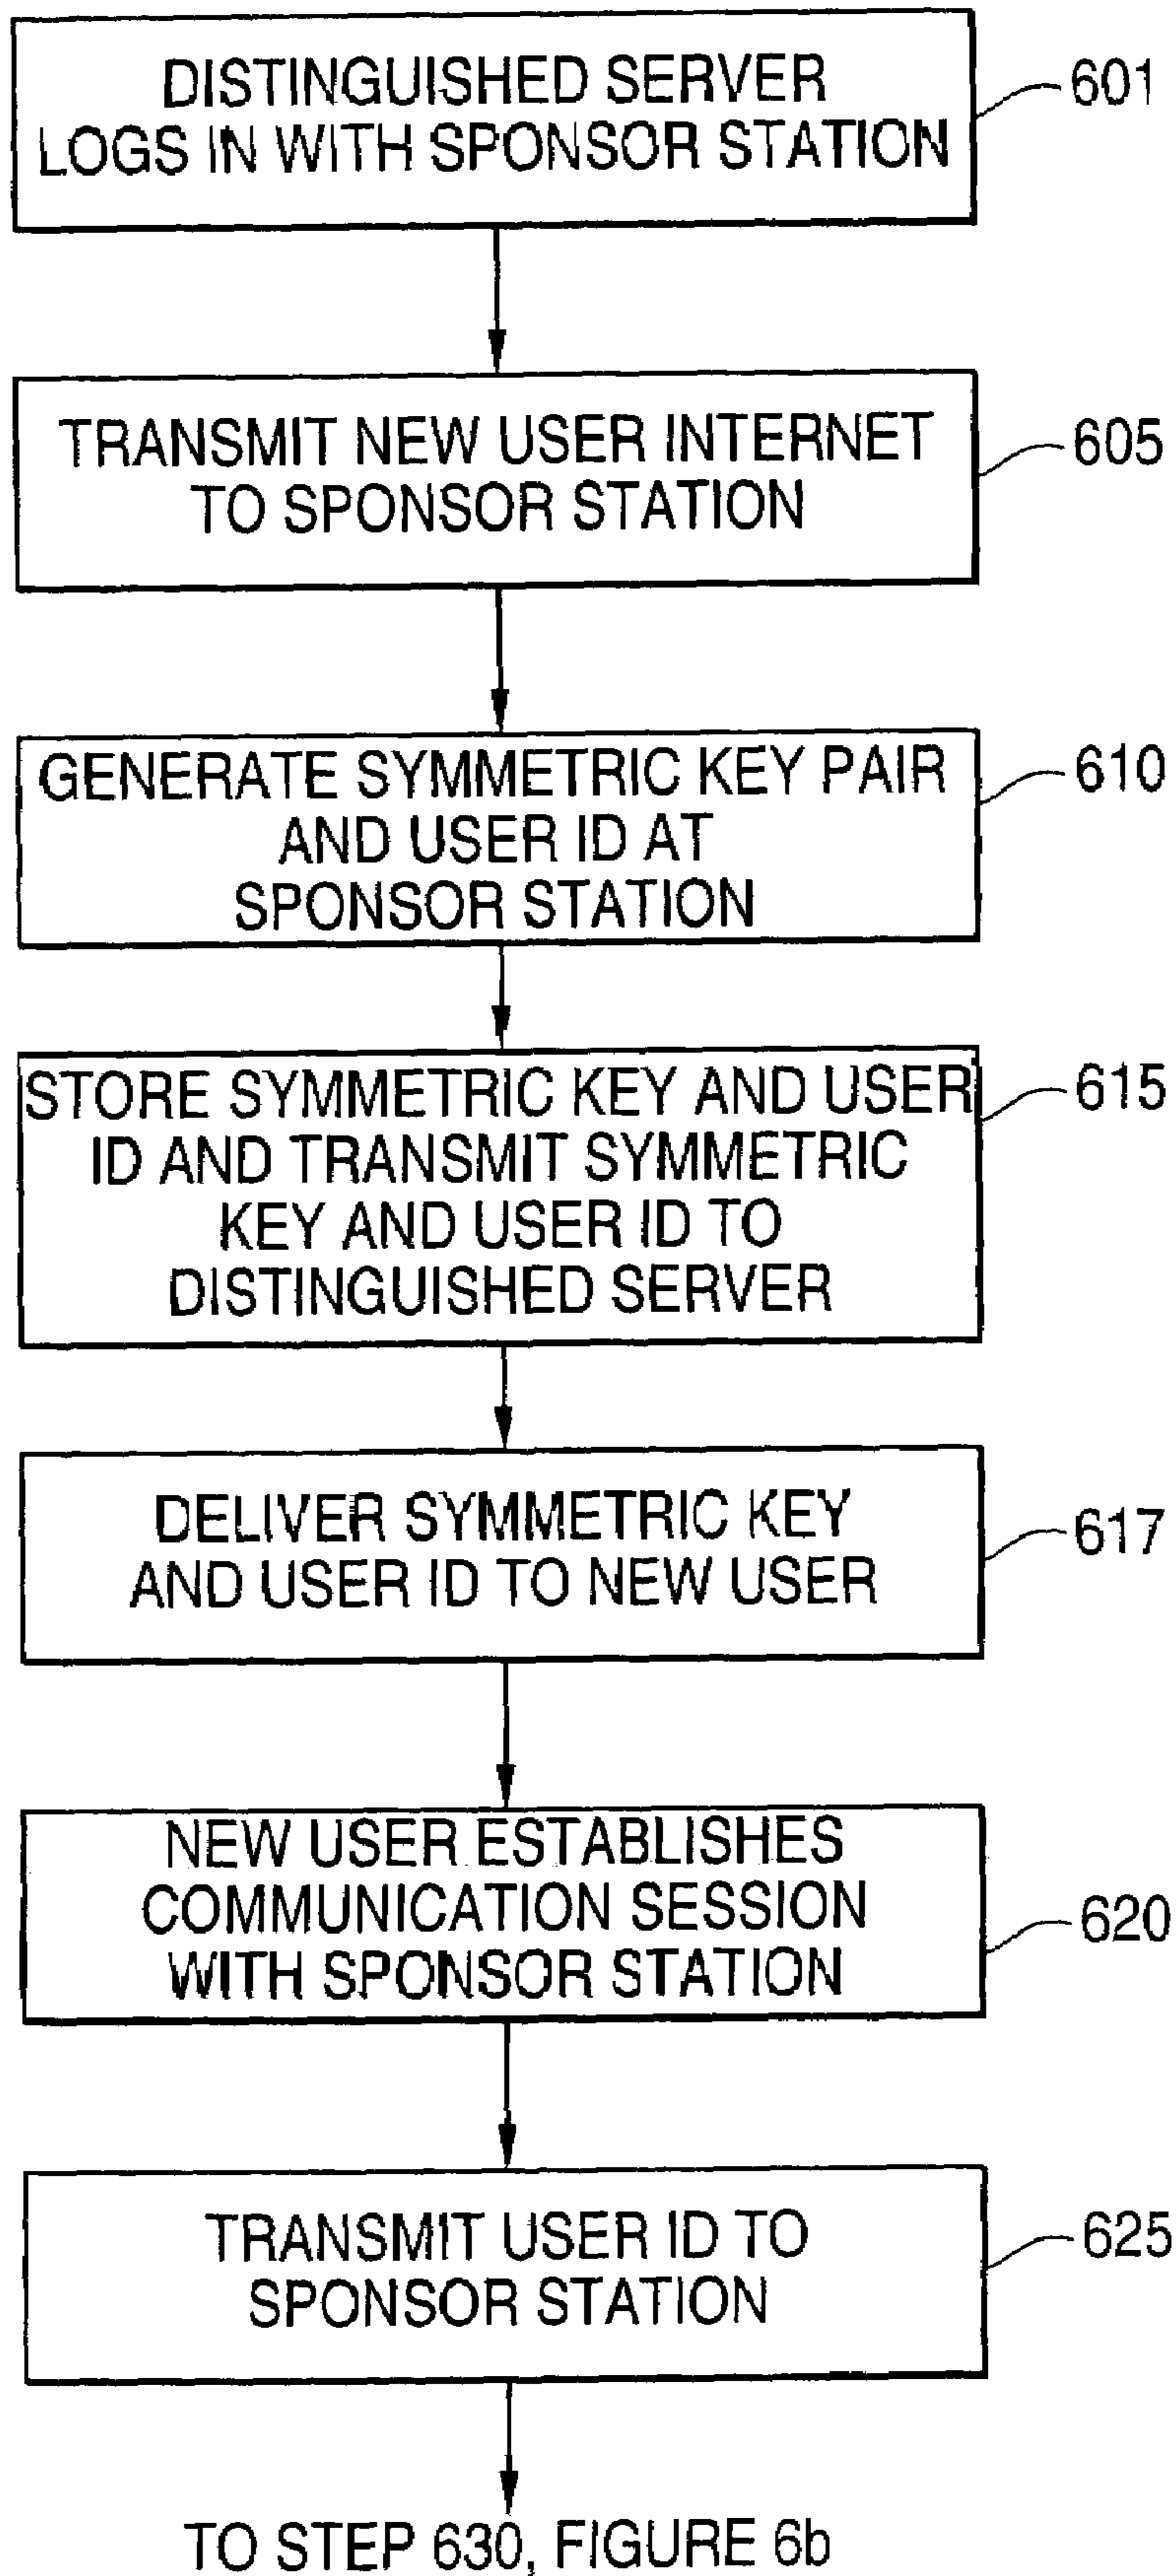 DISTINGUISHED SERVER
LOGS IN WITH SPONSOR STATION
601
TRANSMIT NEW USER INTERNET
TO SPONSOR STATION
605
GENERATE SYMMETRIC KEY PAIR
AND USER ID AT
SPONSOR STATION
610
STORE SYMMETRIC KEY AND USER
ID AND TRANSMIT SYMMETRIC
KEY AND USER ID TO
DISTINGUISHED SERVER
615
DELIVER SYMMETRIC KEY
AND USER ID TO NEW USER
617
NEW USER ESTABLISHES
COMMUNICATION SESSION
WITH SPONSOR STATION
620
TRANSMIT USER ID TO
SPONSOR STATION
625
TO STEP 630, FIGURE 6b